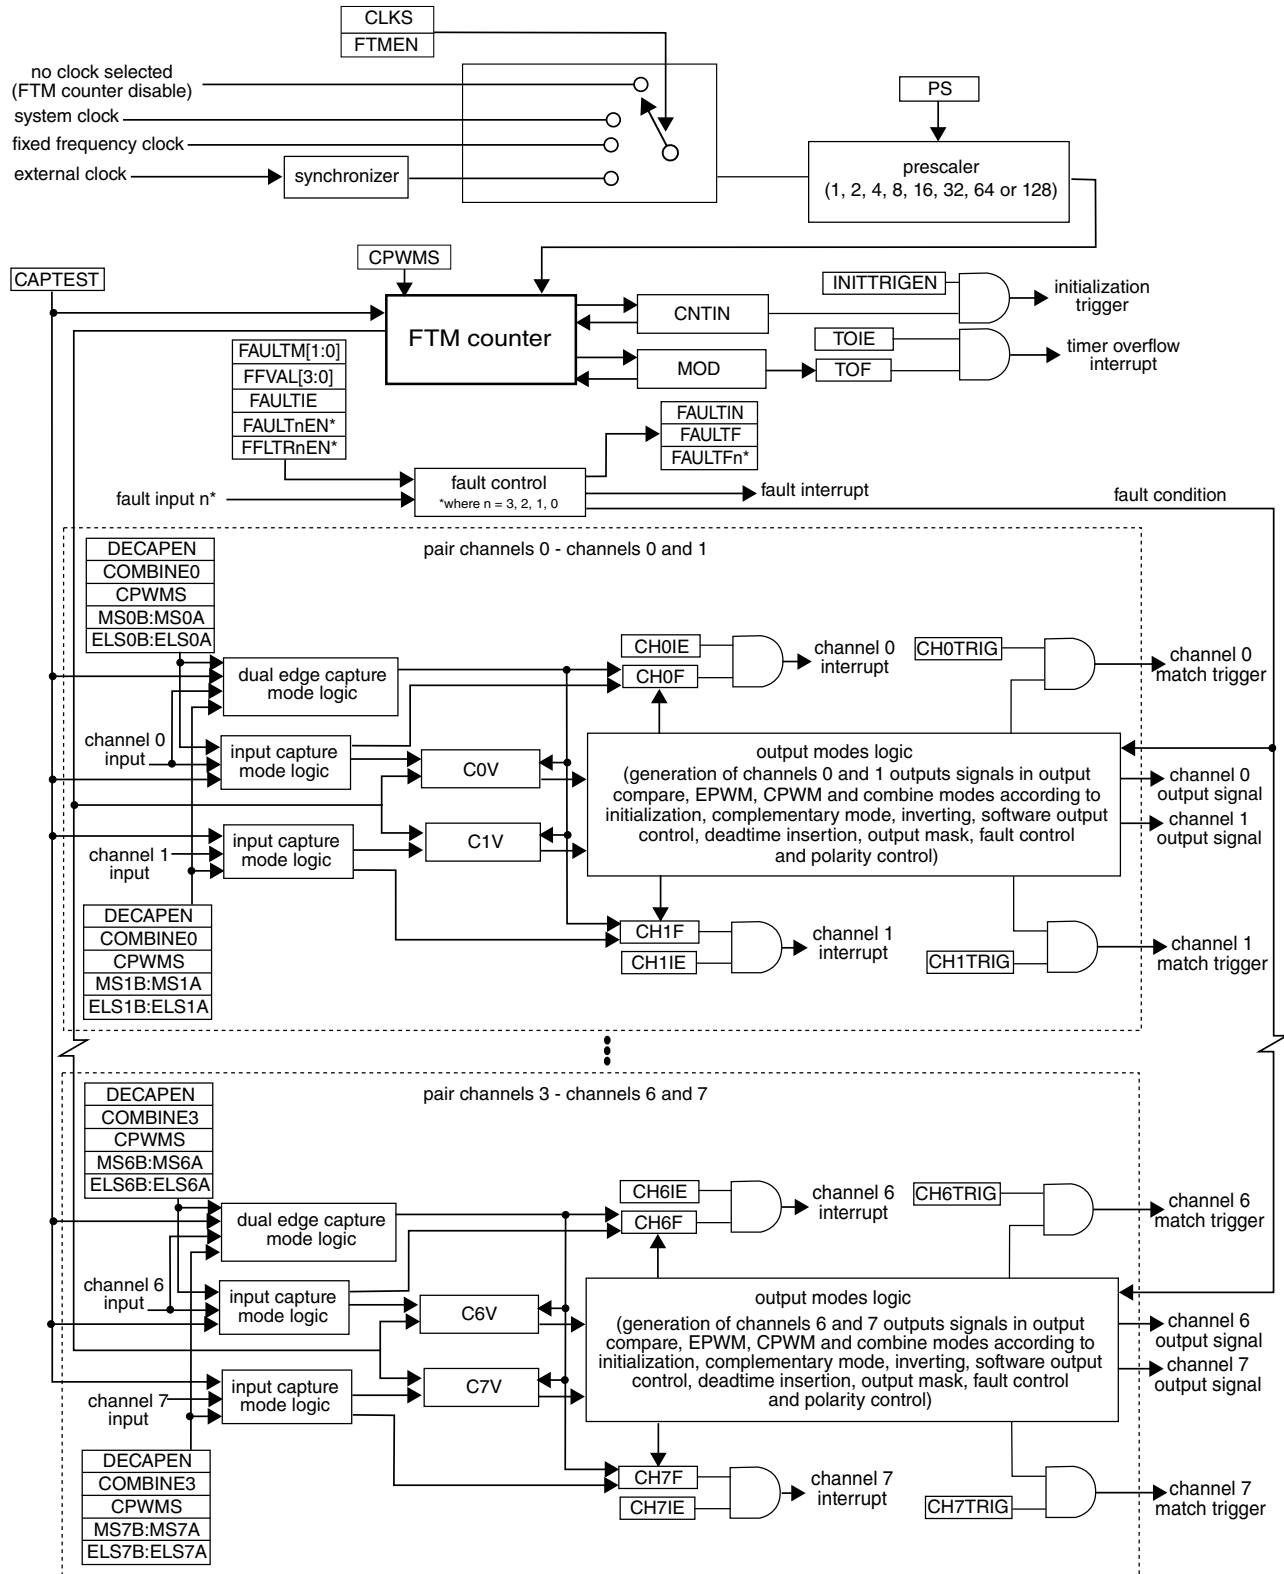 CLKS
FTMEN
no clock selected
(FTM counter disable)
system clock
fixed frequency clock
external clock
synchronizer
PS
prescaler
(1, 2, 4, 8, 16, 32, 64 or 128)
CPWMS
CAPTEST
FTM counter
CNTIN
MOD
INITTRIGEN
initialization
trigger
TOIE
TOF
timer overflow
interrupt
FAULTM[1:0]
FFVAL[3:0]
FAULTIE
FAULTnEN*
FFLTRnEN*
FAULTIN
FAULTF
FAULTFn*
fault input n*
fault control
*where n = 3, 2, 1, 0
fault interrupt
fault condition
pair channels 0 - channels 0 and 1
DECAPEN
COMBINE0
CPWMS
MS0B:MS0A
ELS0B:ELS0A
dual edge capture
mode logic
channel 0
input
input capture
mode logic
C0V
CH0IE
CH0F
channel 0
interrupt
CH0TRIG
channel 0
match trigger
output modes logic
(generation of channels 0 and 1 outputs signals in output
compare, EPWM, CPWM and combine modes according to
initialization, complementary mode, inverting, software output
control, deadtime insertion, output mask, fault control
and polarity control)
channel 0
output signal
channel 1
output signal
channel 1
input
input capture
mode logic
C1V
DECAPEN
COMBINE0
CPWMS
MS1B:MS1A
ELS1B:ELS1A
CH1F
CH1IE
channel 1
interrupt
CH1TRIG
channel 1
match trigger
pair channels 3 - channels 6 and 7
DECAPEN
COMBINE3
CPWMS
MS6B:MS6A
ELS6B:ELS6A
dual edge capture
mode logic
channel 6
input
input capture
mode logic
C6V
CH6IE
CH6F
channel 6
interrupt
CH6TRIG
channel 6
match trigger
output modes logic
(generation of channels 6 and 7 outputs signals in output
compare, EPWM, CPWM and combine modes according to
initialization, complementary mode, inverting, software output
control, deadtime insertion, output mask, fault control
and polarity control)
channel 6
output signal
channel 7
output signal
channel 7
input
input capture
mode logic
C7V
DECAPEN
COMBINE3
CPWMS
MS7B:MS7A
ELS7B:ELS7A
CH7F
CH7IE
channel 7
interrupt
CH7TRIG
channel 7
match trigger